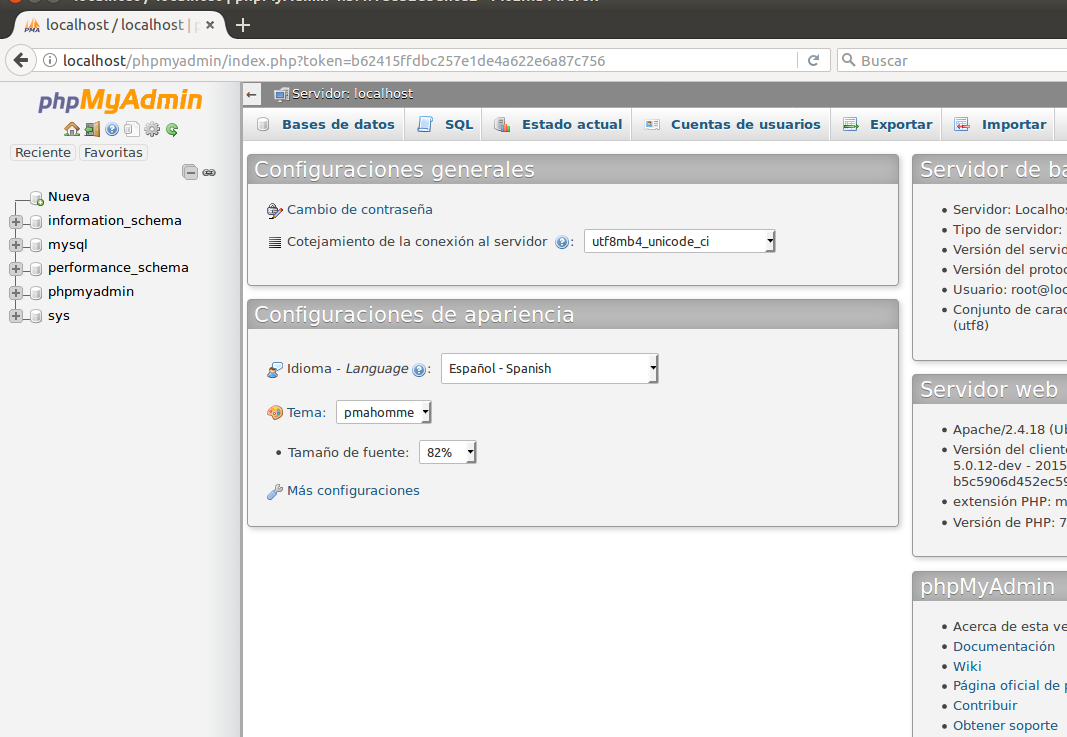 localhost / localhost | p
localhost/phpmyadmin/index.php?token=b62415ffdbc257e1de4a622e6a87c756
Buscar
phpMyAdmin
Reciente Favoritas
Nueva
information_schema
mysql
performance_schema
phpmyadmin
sys
Servidor: localhost
Bases de datos SQL Estado actual Cuentas de usuarios Exportar Importar
Configuraciones generales
Cambio de contraseña
Cotejamiento de la conexión al servidor : utf8mb4_unicode_ci
Configuraciones de apariencia
Idioma - Language : Español - Spanish
Tema: pmahomme
Tamaño de fuente: 82%
Más configuraciones
Servidor de ba
Servidor: Localhos
Tipo de servidor:
Versión del servid
Versión del protoc
Usuario: root@loc
Conjunto de carac
(utf8)
Servidor web
Apache/2.4.18 (Ub
Versión del cliente
5.0.12-dev - 2015
b5c5906d452ec59
extensión PHP: m
Versión de PHP: 7
phpMyAdmin
Acerca de esta ve
Documentación
Wiki
Página oficial de p
Contribuir
Obtener soporte